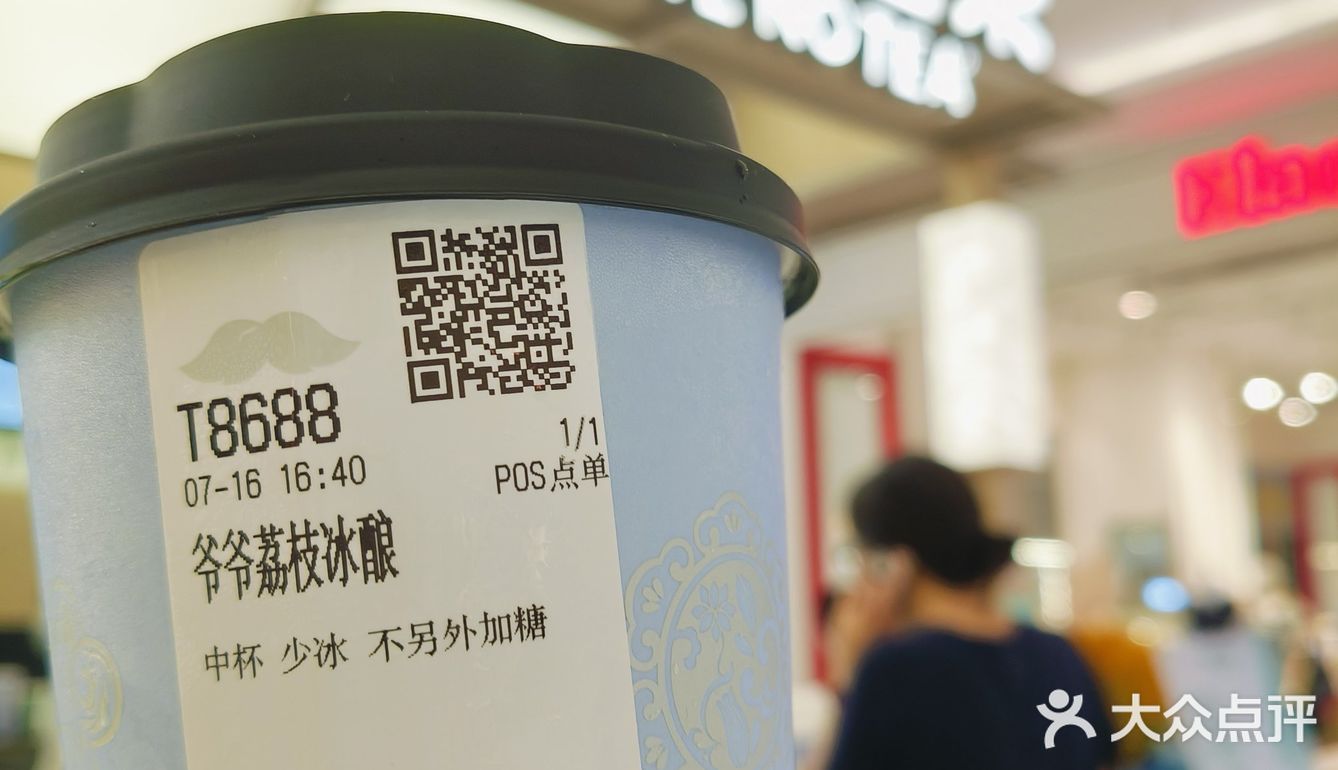 TEA
T8688
1/1
07-16 16:40
POS点单
爷爷荔枝冰酿
中杯 少冰 不另外加糖
大众点评